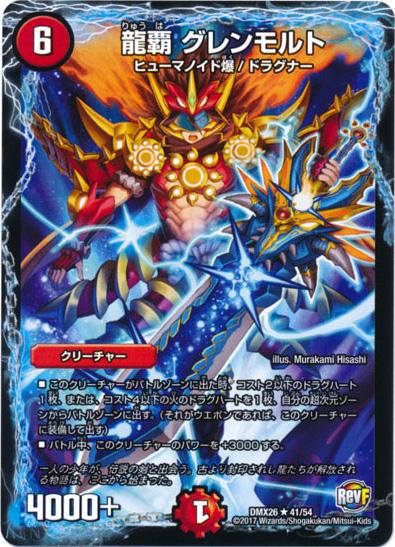 6
りゅう は
龍覇 グレンモルト
ばく
ヒューマノイド爆 / ドラグナー
クリーチャー
illus. Murakami Hisashi
■ このクリーチャーがバトルゾーンに出た時、コスト2以下のドラグハート
1枚、または、コスト4以下の火のドラグハートを1枚、自分の超次元ゾ
ーンからバトルゾーンに出す。(それがウエポンであれば、このクリーチャー
に装備して出す)
■ バトル中、このクリーチャーのパワーを+3000する。
一人の少年が、伝説の剣と出会う。古より封印されし龍たちが解放され
る物語は、ここから始まった。
4000+
1
RevF
DMX26 ★ 41/54
©2017 Wizards/Shogakukan/Mitsui-Kids